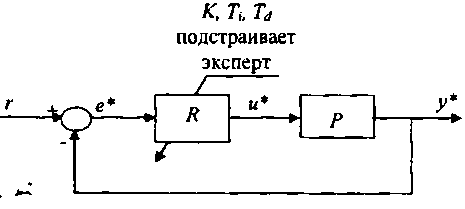 K, Tᵢ, T_d
подстраивает
эксперт
r + e* R u* P y*
-